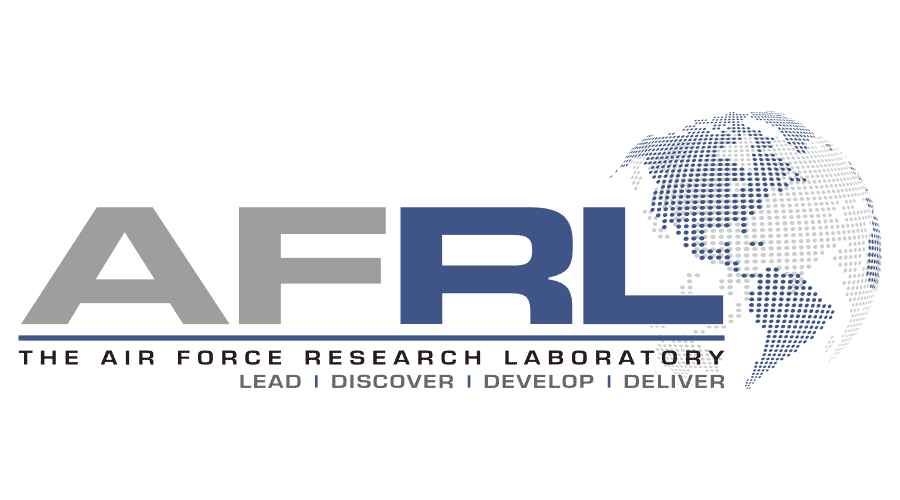 AFRL
THE AIR FORCE RESEARCH LABORATORY
LEAD | DISCOVER | DEVELOP | DELIVER